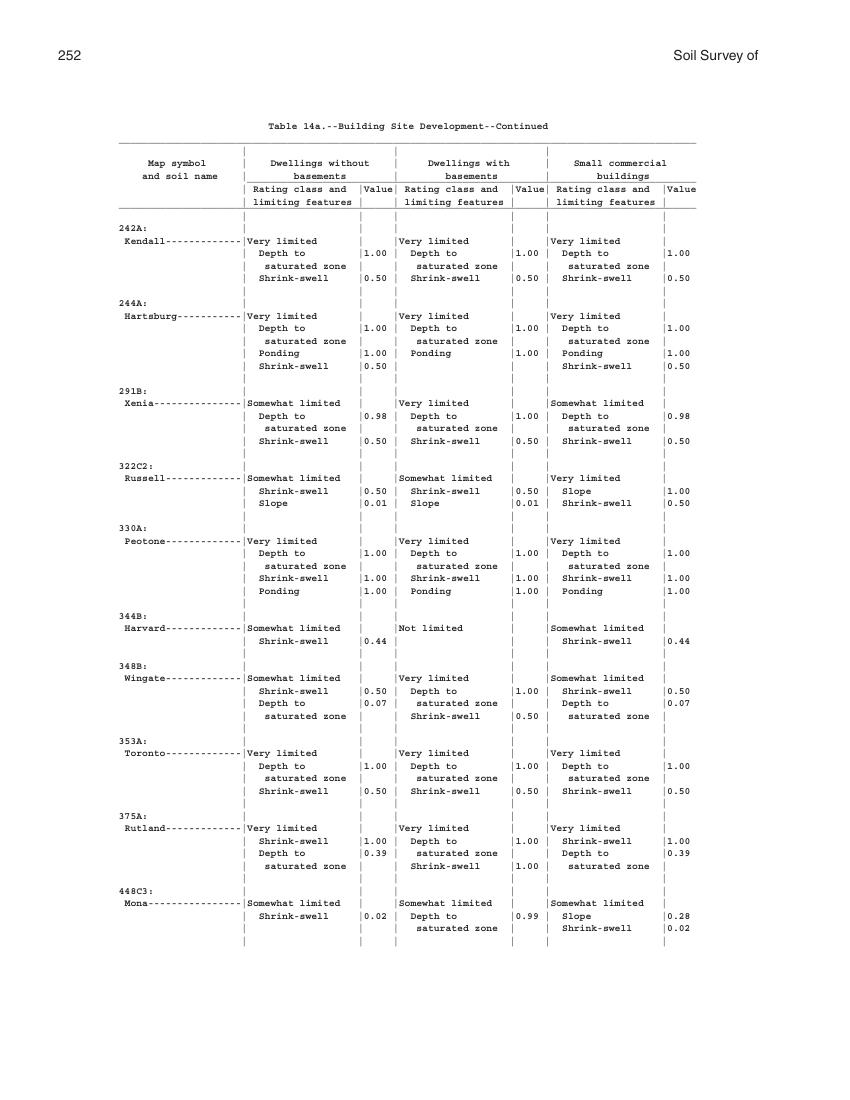 252
Soil Survey of
Table 14a.--Building Site Development--Continued
Map symbol | Dwellings without | Dwellings with | Small commercial
and soil name | basements | basements | buildings
| Rating class and |Value| Rating class and |Value| Rating class and |Value
| limiting features | | limiting features | | limiting features |
242A:
Kendall-------------|Very limited | |Very limited | |Very limited |
| Depth to |1.00 | Depth to |1.00 | Depth to |1.00
| saturated zone | | saturated zone | | saturated zone |
| Shrink-swell |0.50 | Shrink-swell |0.50 | Shrink-swell |0.50
244A:
Hartsburg-----------|Very limited | |Very limited | |Very limited |
| Depth to |1.00 | Depth to |1.00 | Depth to |1.00
| saturated zone | | saturated zone | | saturated zone |
| Ponding |1.00 | Ponding |1.00 | Ponding |1.00
| Shrink-swell |0.50 | | | Shrink-swell |0.50
291B:
Xenia---------------|Somewhat limited | |Very limited | |Somewhat limited |
| Depth to |0.98 | Depth to |1.00 | Depth to |0.98
| saturated zone | | saturated zone | | saturated zone |
| Shrink-swell |0.50 | Shrink-swell |0.50 | Shrink-swell |0.50
322C2:
Russell-------------|Somewhat limited | |Somewhat limited | |Very limited |
| Shrink-swell |0.50 | Shrink-swell |0.50 | Slope |1.00
| Slope |0.01 | Slope |0.01 | Shrink-swell |0.50
330A:
Peotone-------------|Very limited | |Very limited | |Very limited |
| Depth to |1.00 | Depth to |1.00 | Depth to |1.00
| saturated zone | | saturated zone | | saturated zone |
| Shrink-swell |1.00 | Shrink-swell |1.00 | Shrink-swell |1.00
| Ponding |1.00 | Ponding |1.00 | Ponding |1.00
344B:
Harvard-------------|Somewhat limited | |Not limited | |Somewhat limited |
| Shrink-swell |0.44 | | | Shrink-swell |0.44
348B:
Wingate-------------|Somewhat limited | |Very limited | |Somewhat limited |
| Shrink-swell |0.50 | Depth to |1.00 | Shrink-swell |0.50
| Depth to |0.07 | saturated zone | | Depth to |0.07
| saturated zone | | Shrink-swell |0.50 | saturated zone |
353A:
Toronto-------------|Very limited | |Very limited | |Very limited |
| Depth to |1.00 | Depth to |1.00 | Depth to |1.00
| saturated zone | | saturated zone | | saturated zone |
| Shrink-swell |0.50 | Shrink-swell |0.50 | Shrink-swell |0.50
375A:
Rutland-------------|Very limited | |Very limited | |Very limited |
| Shrink-swell |1.00 | Depth to |1.00 | Shrink-swell |1.00
| Depth to |0.39 | saturated zone | | Depth to |0.39
| saturated zone | | Shrink-swell |1.00 | saturated zone |
448C3:
Mona----------------|Somewhat limited | |Somewhat limited | |Somewhat limited |
| Shrink-swell |0.02 | Depth to |0.99 | Slope |0.28
| | | saturated zone | | Shrink-swell |0.02